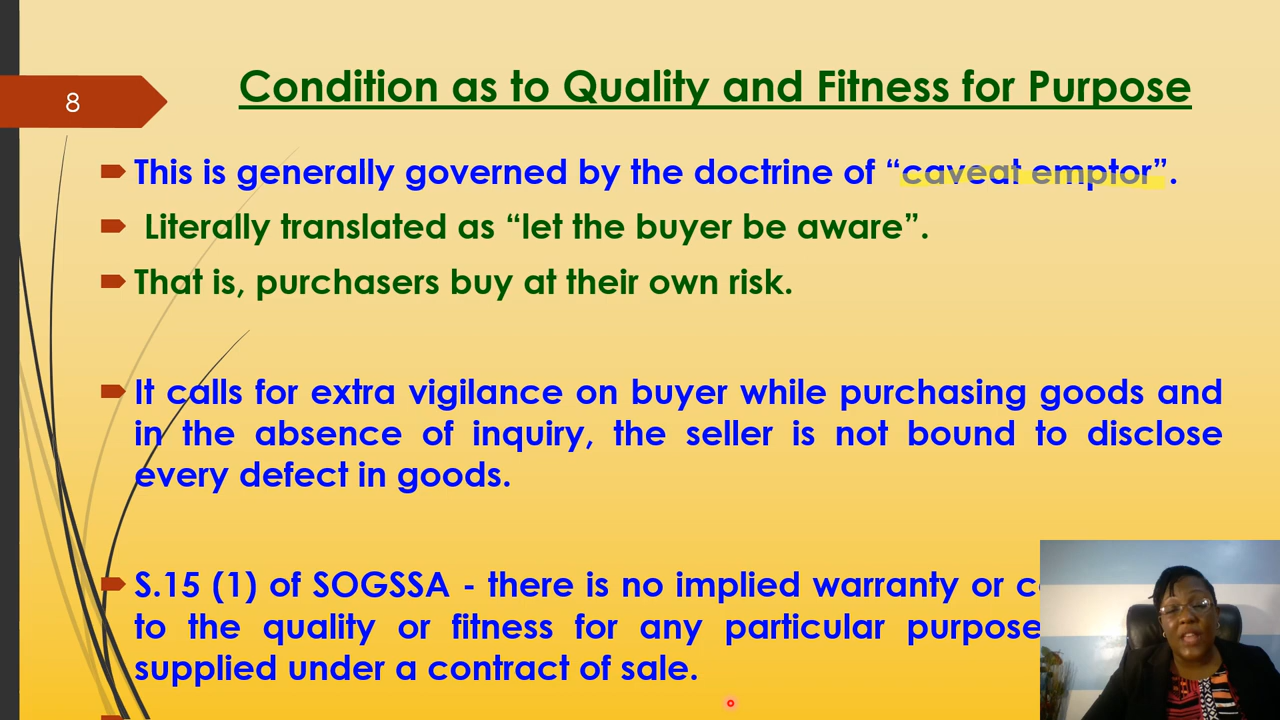 8
Condition as to Quality and Fitness for Purpose
This is generally governed by the doctrine of “caveat emptor”.
Literally translated as “let the buyer be aware”.
That is, purchasers buy at their own risk.
It calls for extra vigilance on buyer while purchasing goods and
in the absence of inquiry, the seller is not bound to disclose
every defect in goods.
S.15 (1) of SOGSSA - there is no implied warranty or
to the quality or fitness for any particular purpose
supplied under a contract of sale.